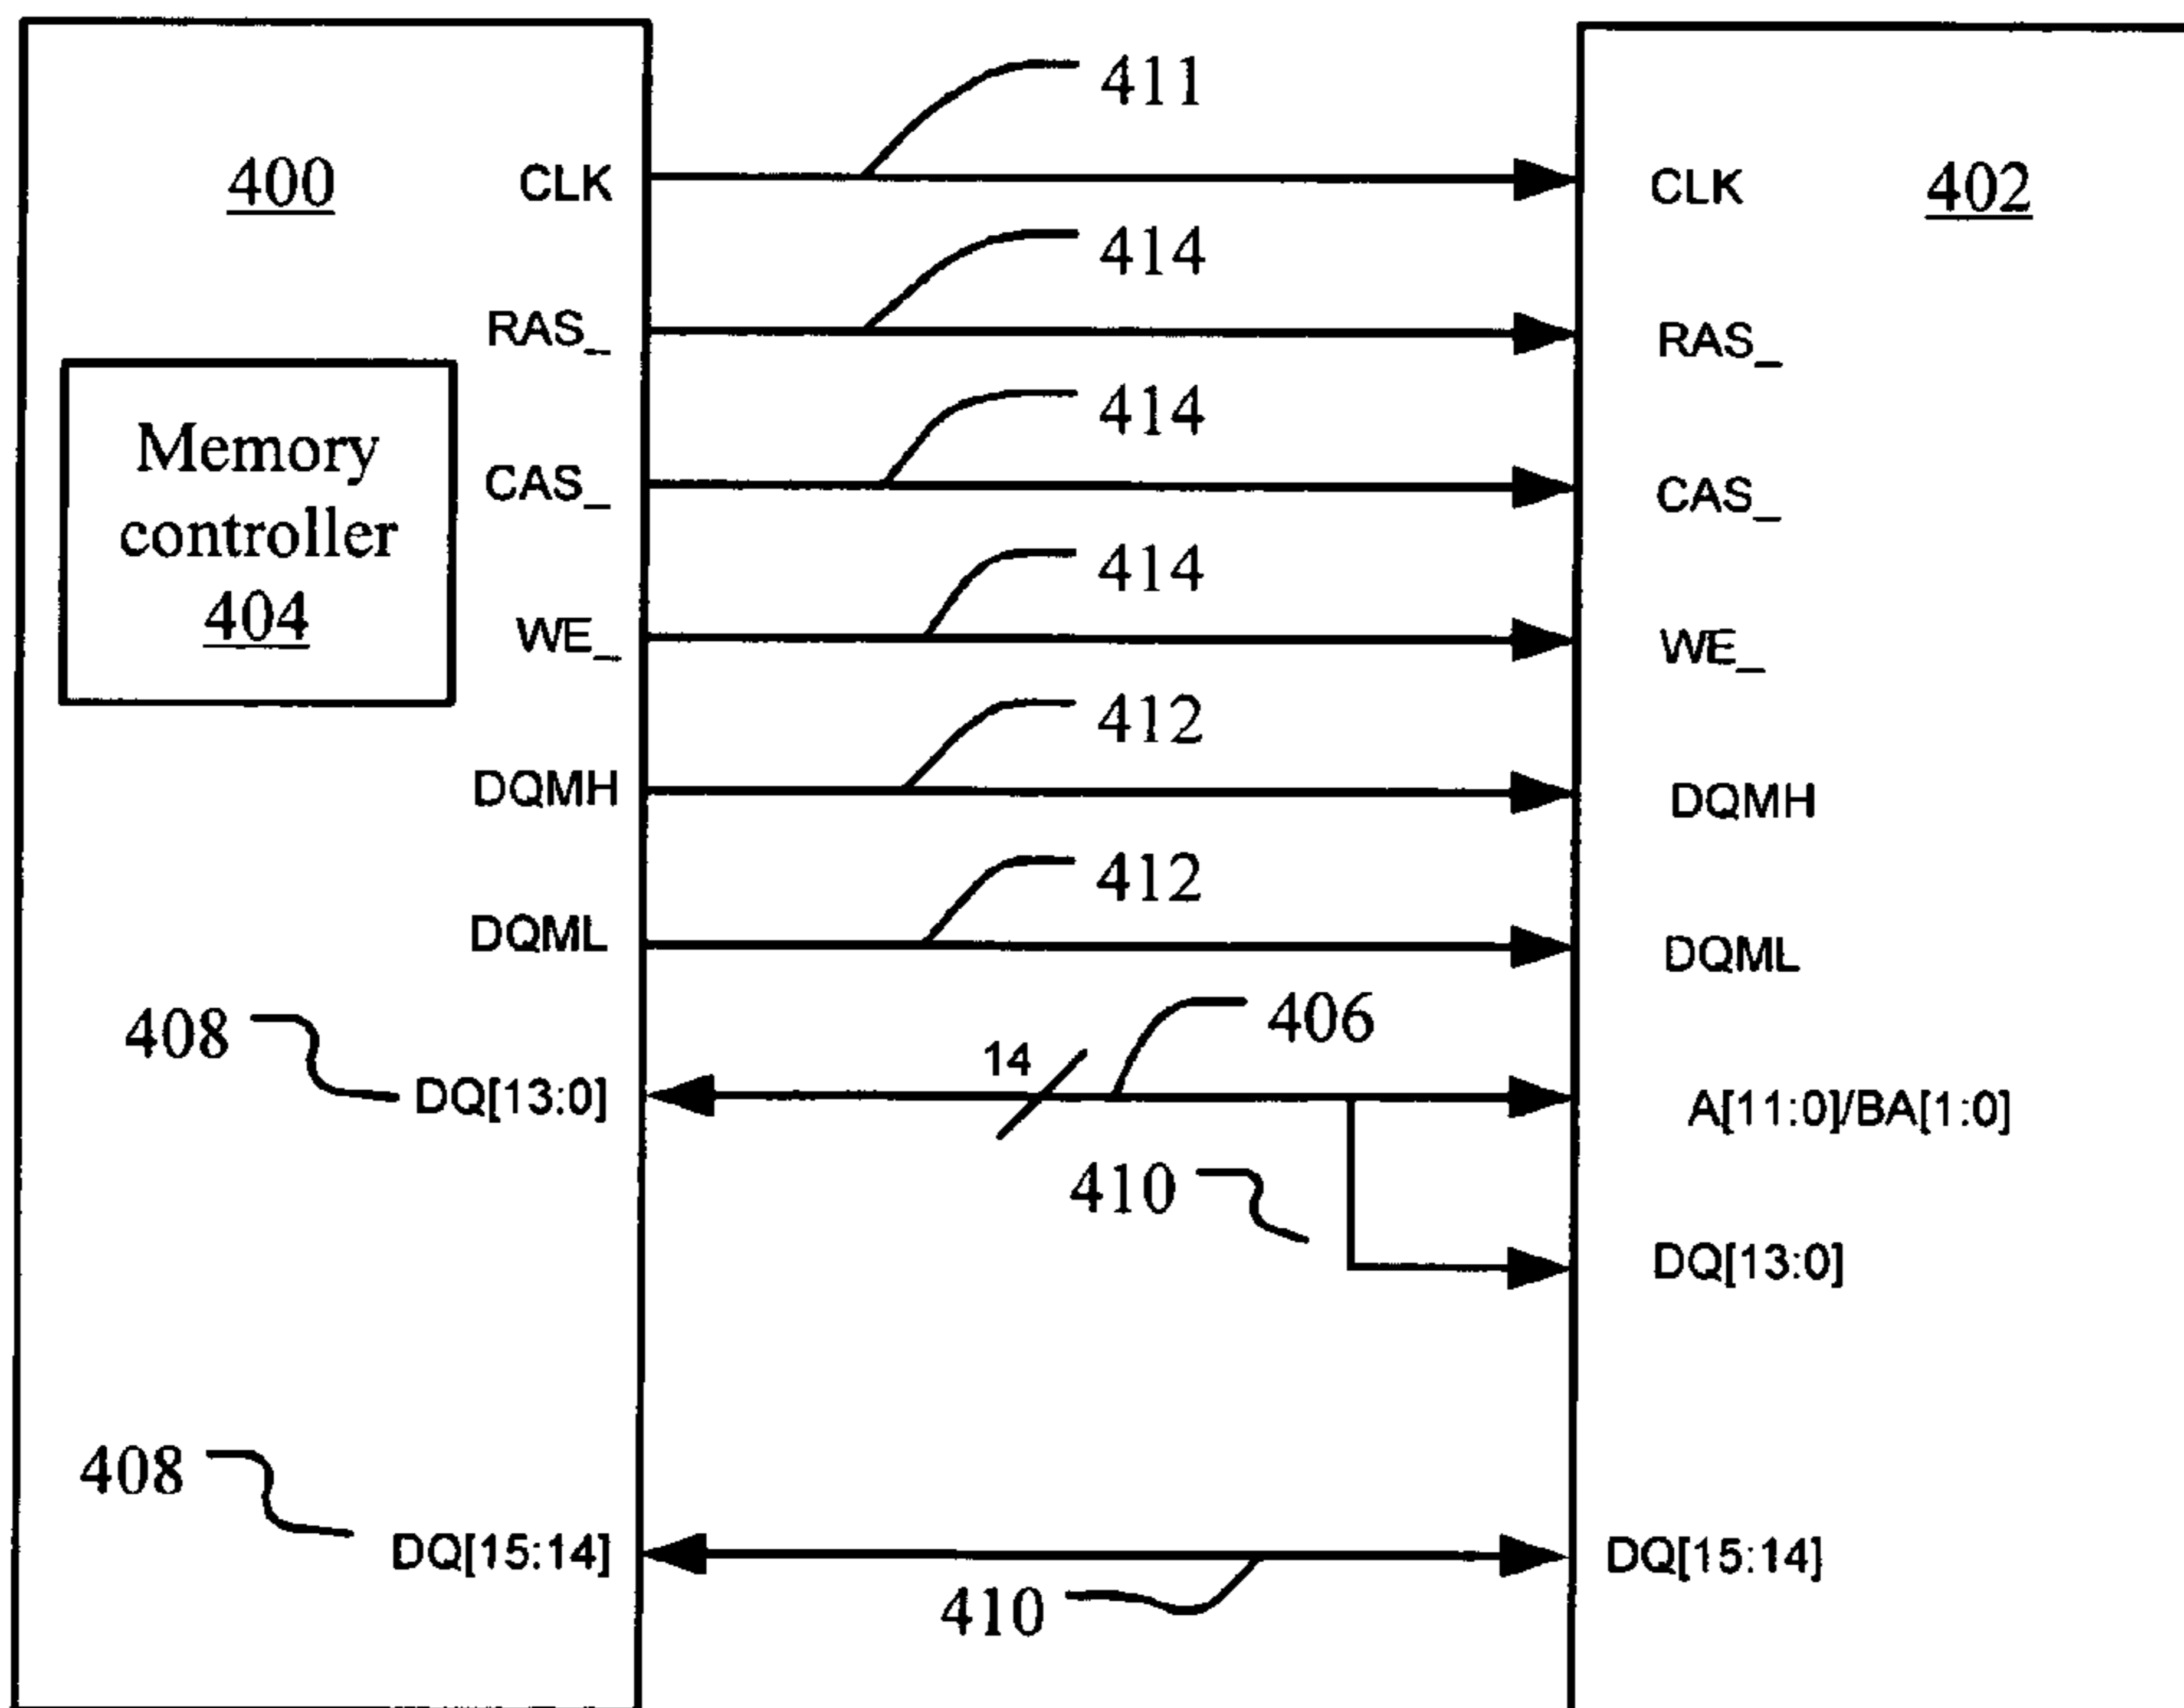 411
400
CLK
CLK
402
414
RAS_
RAS_
Memory
controller
404
414
CAS_
CAS_
414
WE_
WE_
412
DQMH
DQMH
412
DQML
DQML
408
14
406
DQ[13:0]
A[11:0]/BA[1:0]
410
DQ[13:0]
408
DQ[15:14]
DQ[15:14]
410